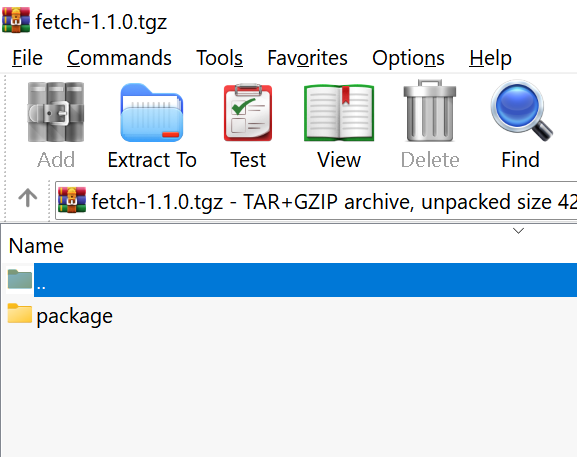 fetch-1.1.0.tgz
File Commands Tools Favorites Options Help
Add Extract To Test View Delete Find
fetch-1.1.0.tgz - TAR+GZIP archive, unpacked size 42
Name
..
package